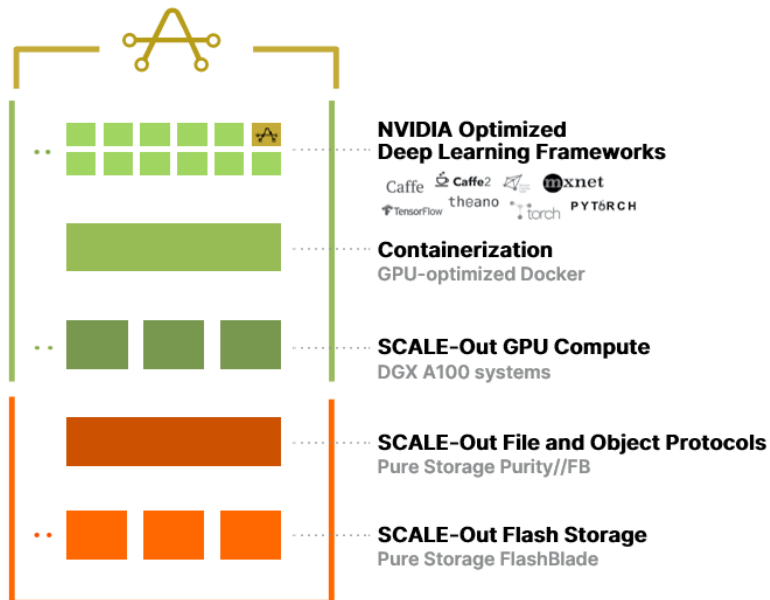 NVIDIA Optimized
Deep Learning Frameworks
Caffe Caffe2 mxnet
TensorFlow theano torch PYTÓRCH
Containerization
GPU-optimized Docker
SCALE-Out GPU Compute
DGX A100 systems
SCALE-Out File and Object Protocols
Pure Storage Purity//FB
SCALE-Out Flash Storage
Pure Storage FlashBlade